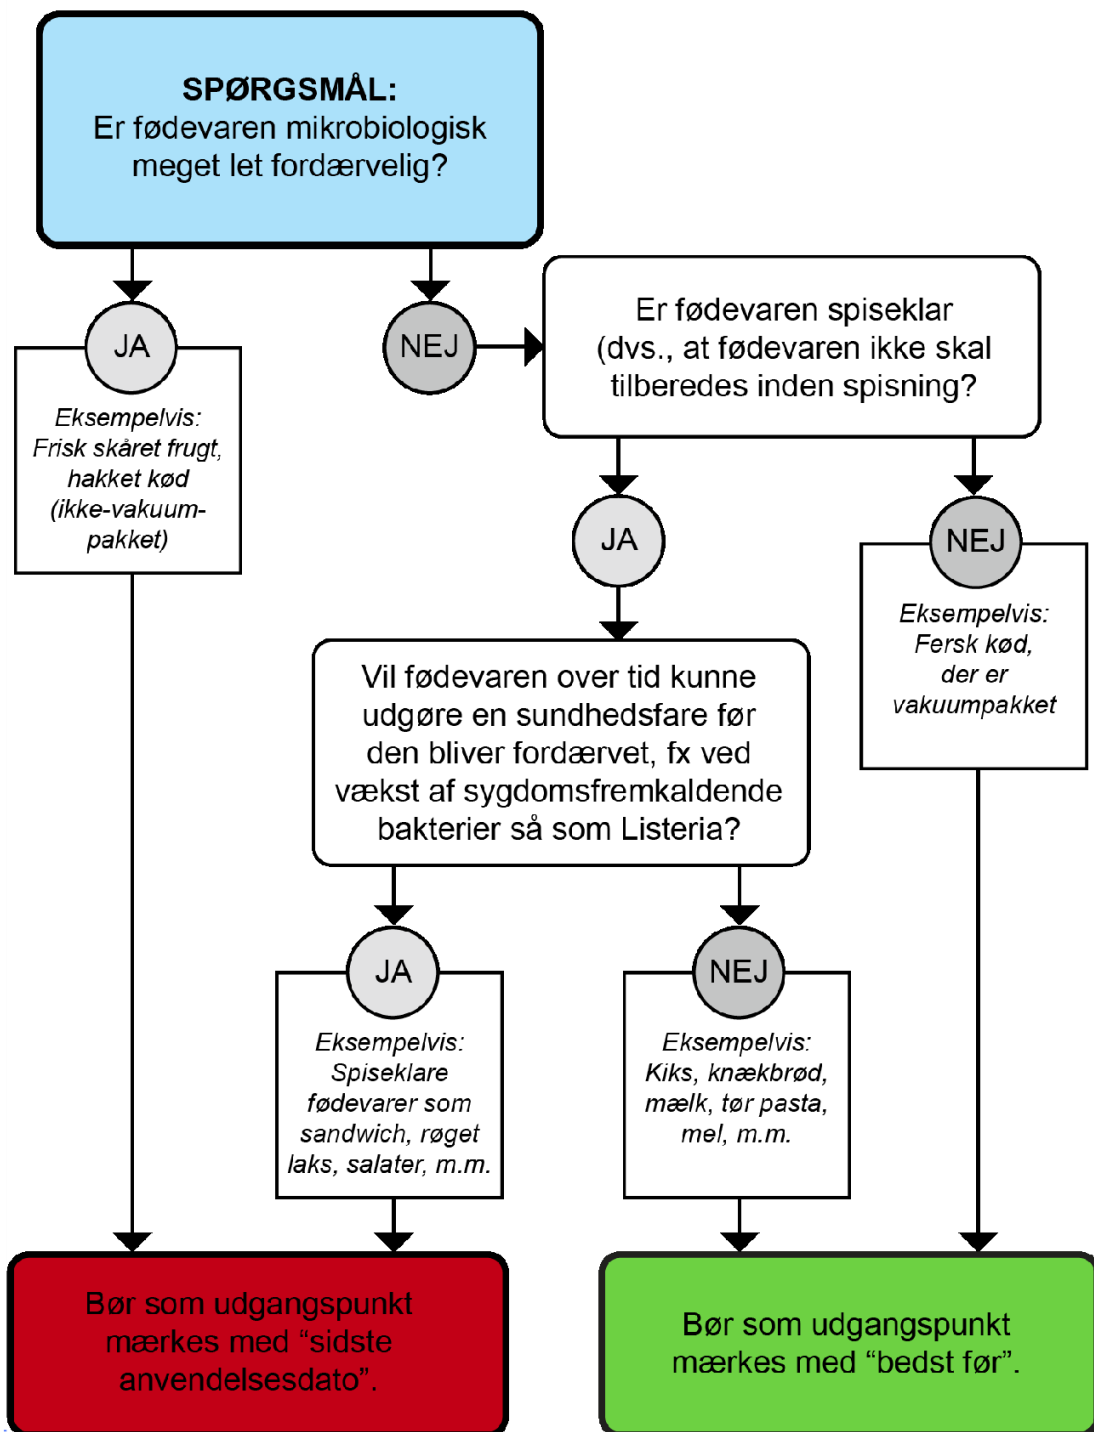 SPØRGSMÅL:
Er fødevaren mikrobiologisk
meget let fordærvelig?
JA
Eksempelvis:
Frisk skåret frugt,
hakket kød
(ikke-vakuum-
pakket)
NEJ
Er fødevaren spiseklar
(dvs., at fødevaren ikke skal
tilberedes inden spisning?
JA
NEJ
Eksempelvis:
Fersk kød,
der er
vakuumpakket
Vil fødevaren over tid kunne
udgøre en sundhedsfare før
den bliver fordærvet, fx ved
vækst af sygdomsfremkaldende
bakterier så som Listeria?
JA
Eksempelvis:
Spiseklare
fødevarer som
sandwich, røget
laks, salater, m.m.
NEJ
Eksempelvis:
Kiks, knækbrød,
mælk, tør pasta,
mel, m.m.
Bør som udgangspunkt
mærkes med “sidste
anvendelsesdato”.
Bør som udgangspunkt
mærkes med “bedst før”.